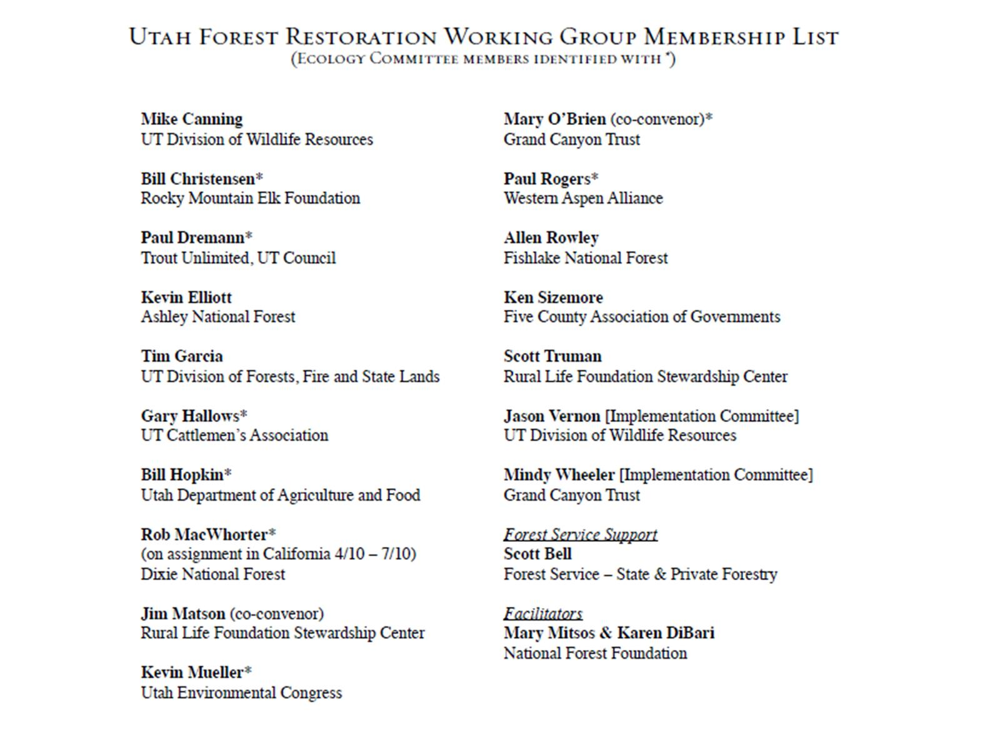 Utah Forest Restoration Working Group Membership List
(Ecology Committee members identified with *)
Mike Canning
UT Division of Wildlife Resources
Bill Christensen*
Rocky Mountain Elk Foundation
Paul Dremann*
Trout Unlimited, UT Council
Kevin Elliott
Ashley National Forest
Tim Garcia
UT Division of Forests, Fire and State Lands
Gary Hallows*
UT Cattlemen’s Association
Bill Hopkin*
Utah Department of Agriculture and Food
Rob MacWhorter*
(on assignment in California 4/10 – 7/10)
Dixie National Forest
Jim Matson (co-convenor)
Rural Life Foundation Stewardship Center
Kevin Mueller*
Utah Environmental Congress
Mary O’Brien (co-convenor)*
Grand Canyon Trust
Paul Rogers*
Western Aspen Alliance
Allen Rowley
Fishlake National Forest
Ken Sizemore
Five County Association of Governments
Scott Truman
Rural Life Foundation Stewardship Center
Jason Vernon [Implementation Committee]
UT Division of Wildlife Resources
Mindy Wheeler [Implementation Committee]
Grand Canyon Trust
Forest Service Support
Scott Bell
Forest Service – State & Private Forestry
Facilitators
Mary Mitsos & Karen DiBari
National Forest Foundation